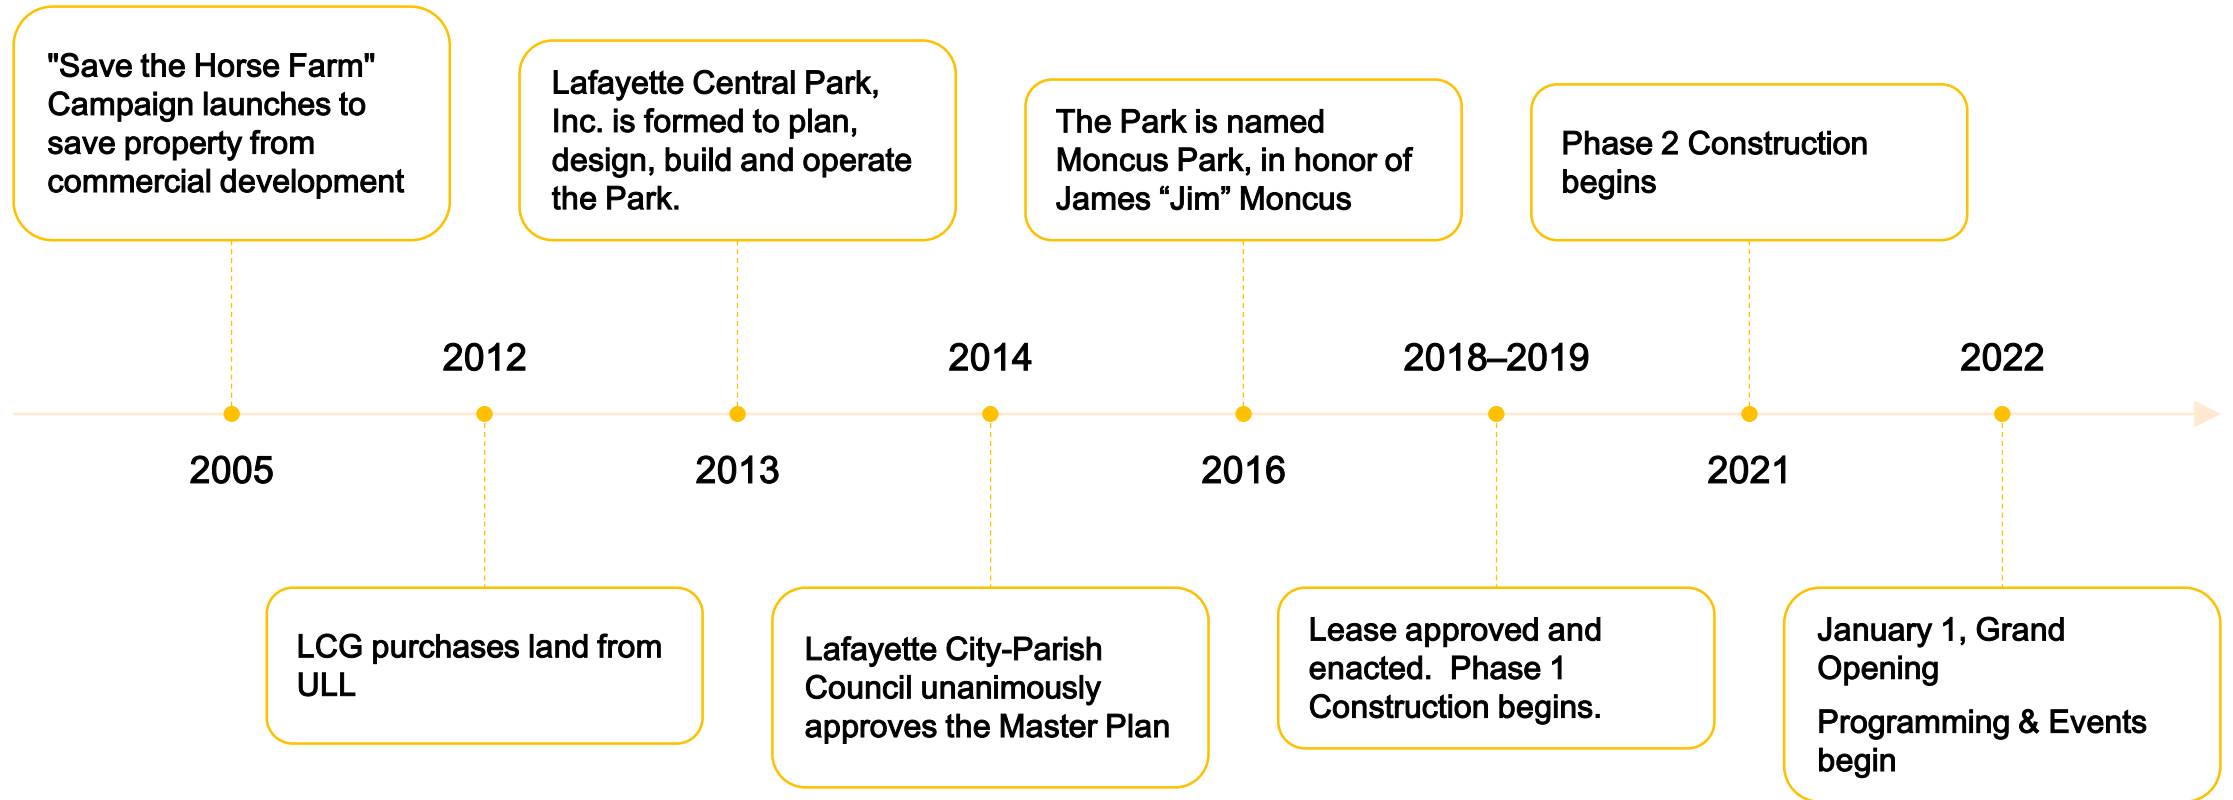 "Save the Horse Farm"
Campaign launches to
save property from
commercial development
Lafayette Central Park,
Inc. is formed to plan,
design, build and operate
the Park.
The Park is named
Moncus Park, in honor of
James “Jim” Moncus
Phase 2 Construction
begins
2012
2014
2018–2019
2022
2005
2013
2016
2021
LCG purchases land from
ULL
Lafayette City-Parish
Council unanimously
approves the Master Plan
Lease approved and
enacted.  Phase 1
Construction begins.
January 1, Grand
Opening
Programming & Events
begin